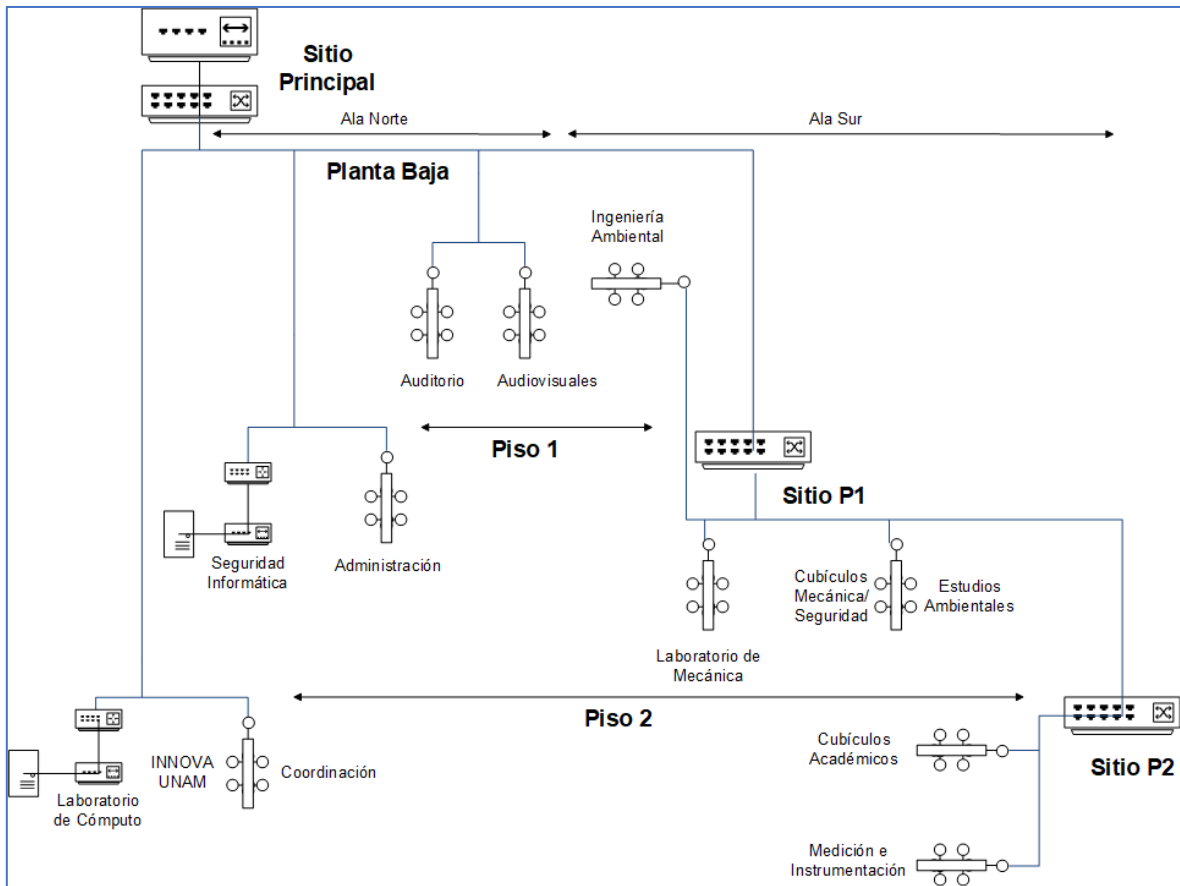 Sitio
Principal
Ala Norte
Ala Sur
Planta Baja
Ingeniería
Ambiental
Auditorio
Audiovisuales
Piso 1
Sitio P1
Seguridad
Informática
Administración
Cubículos
Mecánica/
Seguridad
Estudios
Ambientales
Laboratorio de
Mecánica
Piso 2
INNOVA
UNAM
Coordinación
Cubículos
Académicos
Sitio P2
Laboratorio
de Cómputo
Medición e
Instrumentación